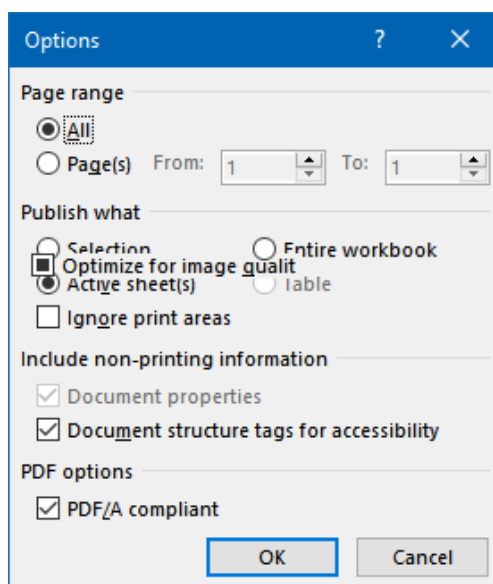 Options ?
Page range
All
Page(s) From: 1 To: 1
Publish what
Selection Entire workbook
Optimize for image qualit
Active sheet(s) Table
Ignore print areas
Include non-printing information
Document properties
Document structure tags for accessibility
PDF options
PDF/A compliant
OK Cancel